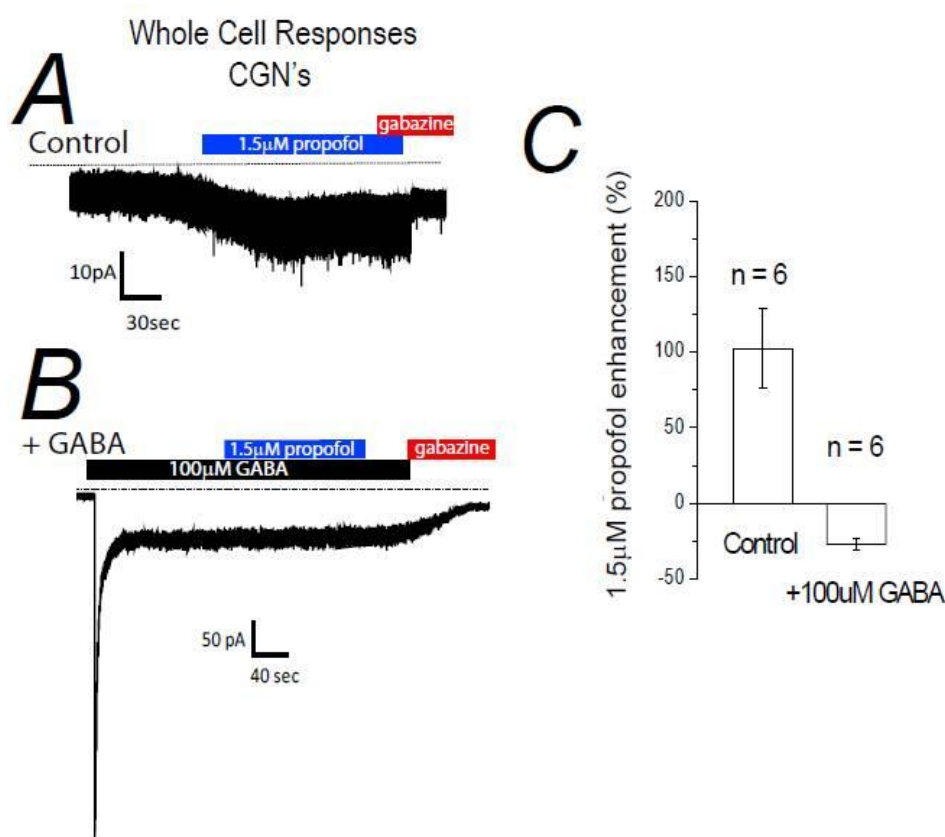 Whole Cell Responses
CGN's
A
gabazine
1.5μM propofol
Control
10pA
30sec
B
+ GABA
1.5μM propofol
gabazine
100μM GABA
50 pA
40 sec
C
1.5μM propofol enhancement (%)
200
150
100
50
0
-50
n = 6
n = 6
Control
+100uM GABA